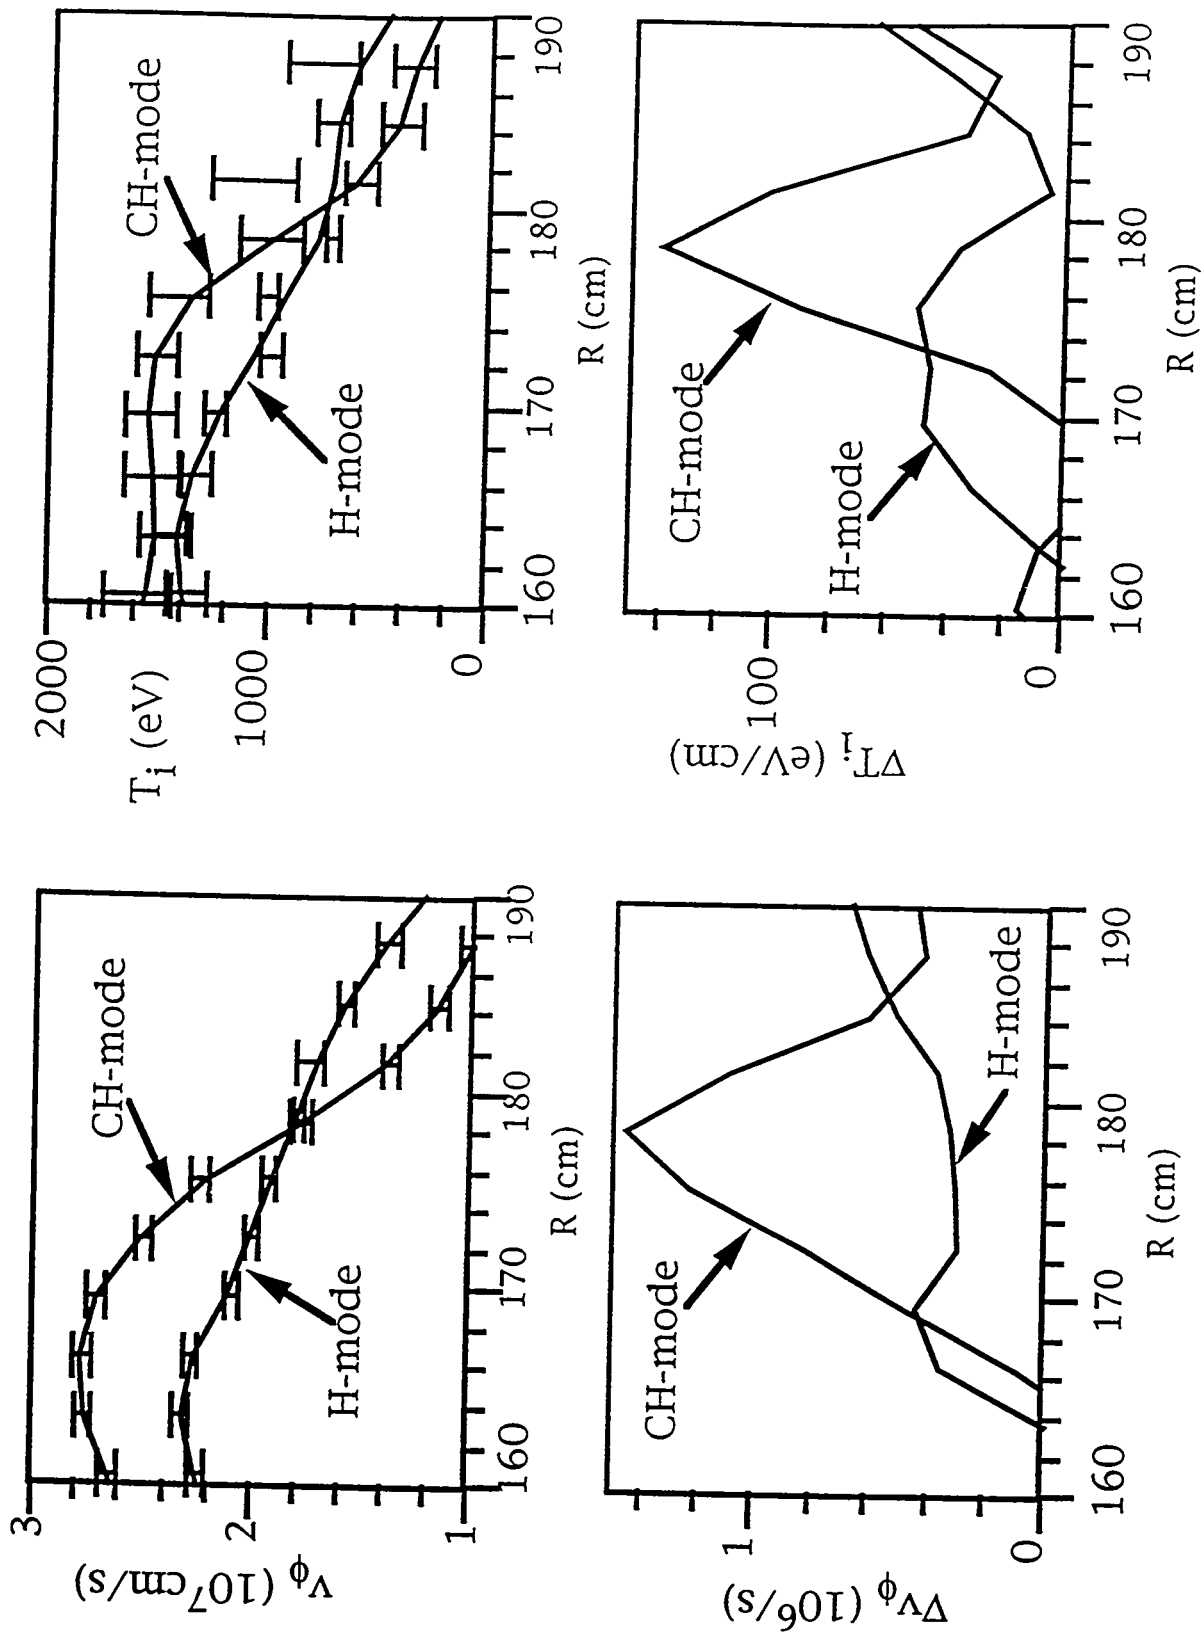 3
2
1
v_ϕ (10^7cm/s)
CH-mode
H-mode
160
170
180
190
R (cm)
2000
1000
0
T_i (eV)
CH-mode
H-mode
160
170
180
190
R (cm)
1
0
∇v_ϕ (10^6/s)
CH-mode
H-mode
160
170
180
190
R (cm)
100
0
∇T_i (eV/cm)
CH-mode
H-mode
160
170
180
190
R (cm)